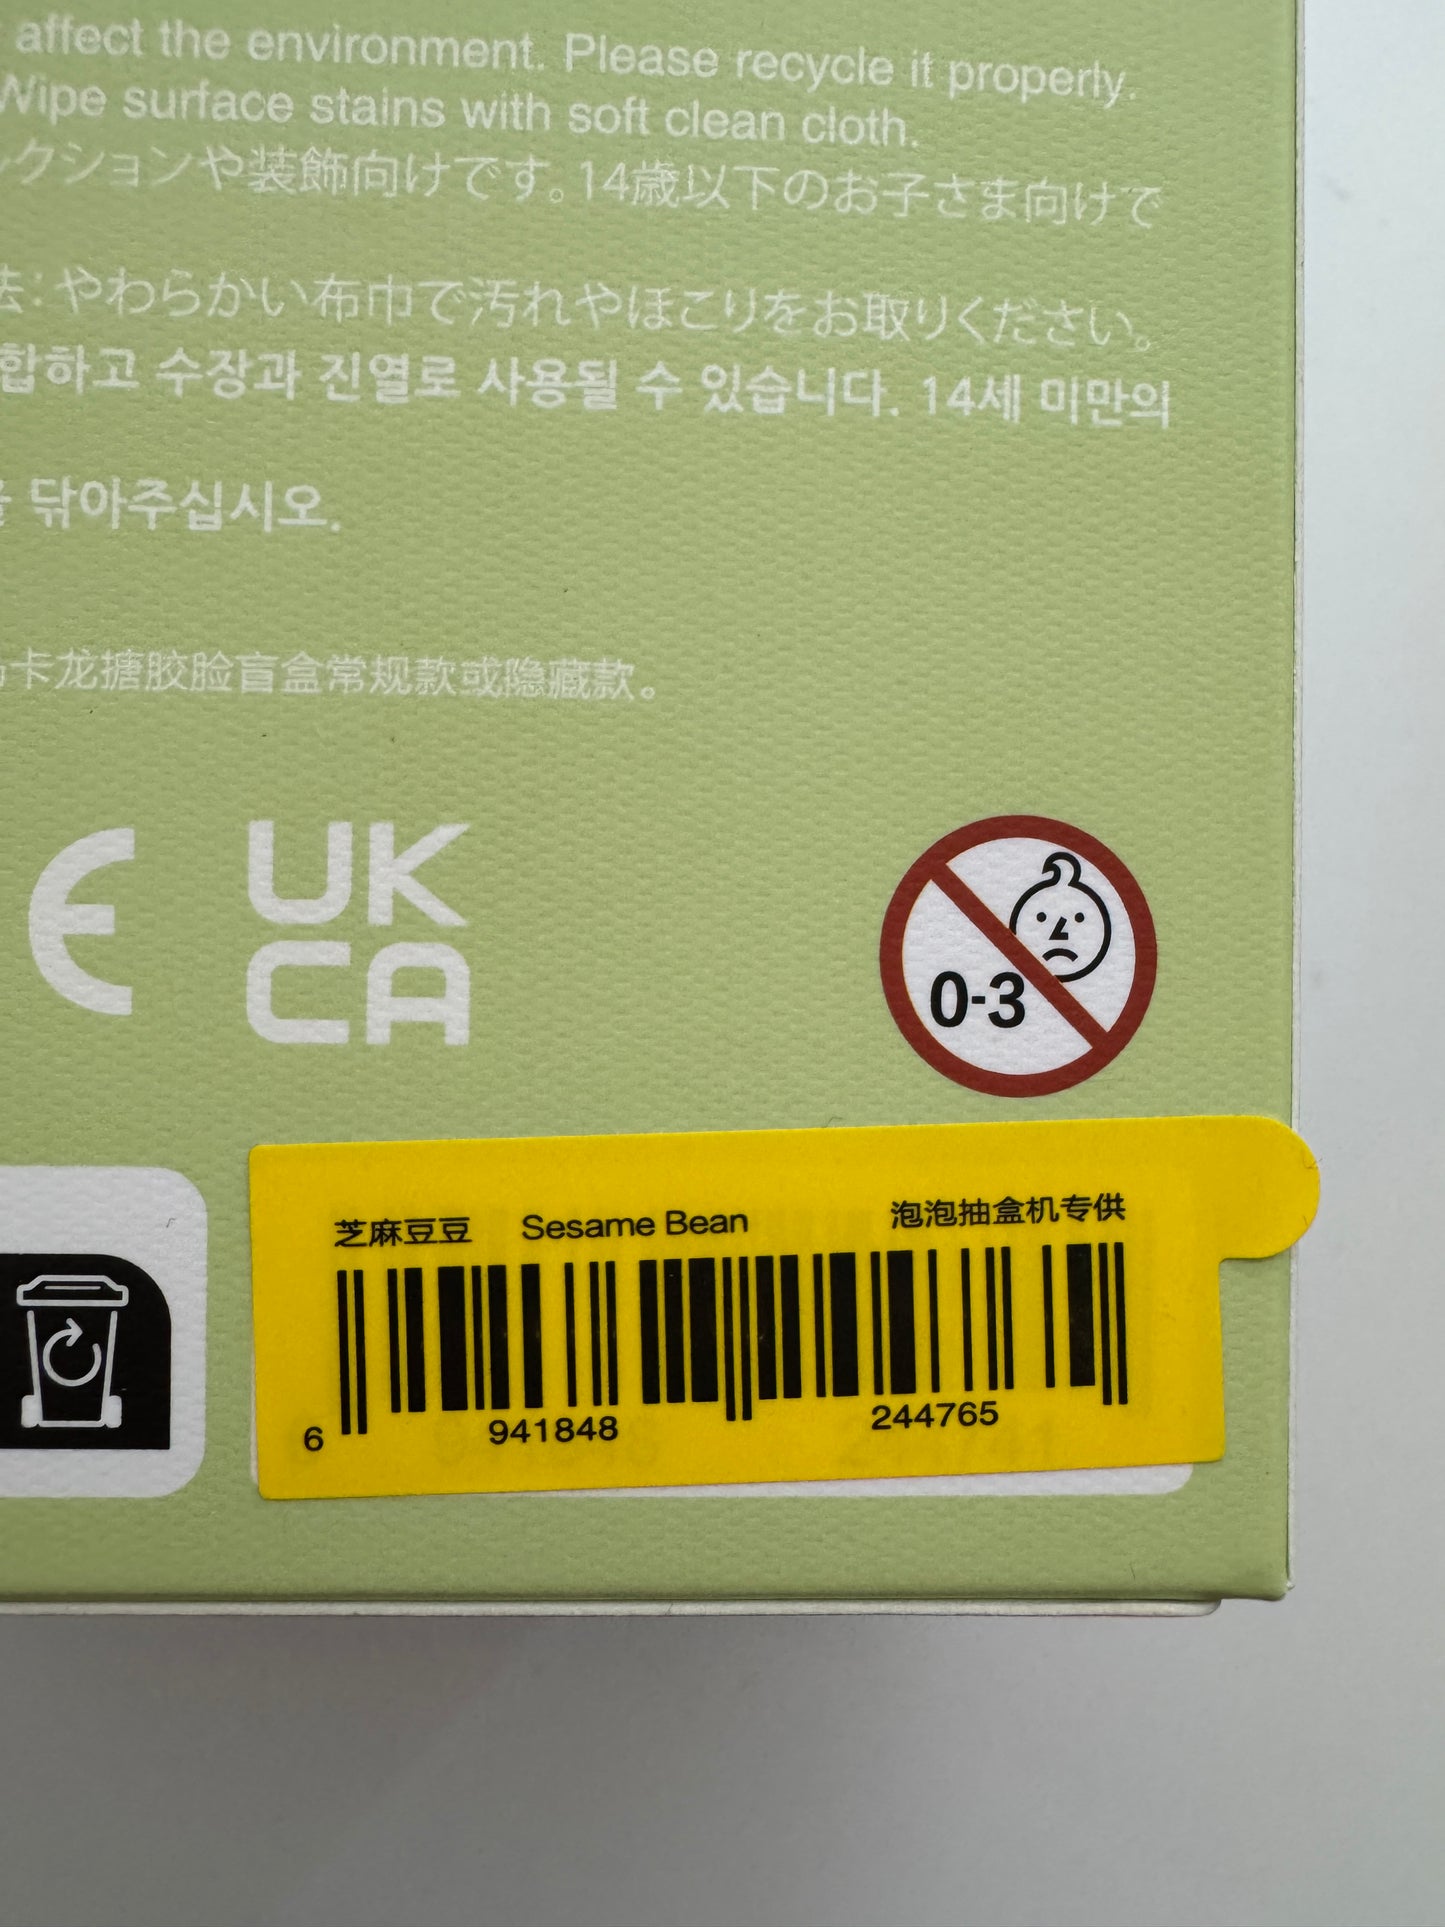 affect the environment. Please recycle it properly.
Wipe surface stains with soft clean cloth.
クションや装飾向けです。14歳以下のお子さま向けで
法：やわらかい布巾で汚れやほこりをお取りください。
합하고 수장과 진열로 사용될 수 있습니다. 14세 미만의
을 닦아주십시오.
卡龙搪胶脸盲盒常规款或隐藏款。
CE
UK
CA
0-3
芝麻豆豆 Sesame Bean 泡泡抽盒机专供
6 941848 244765